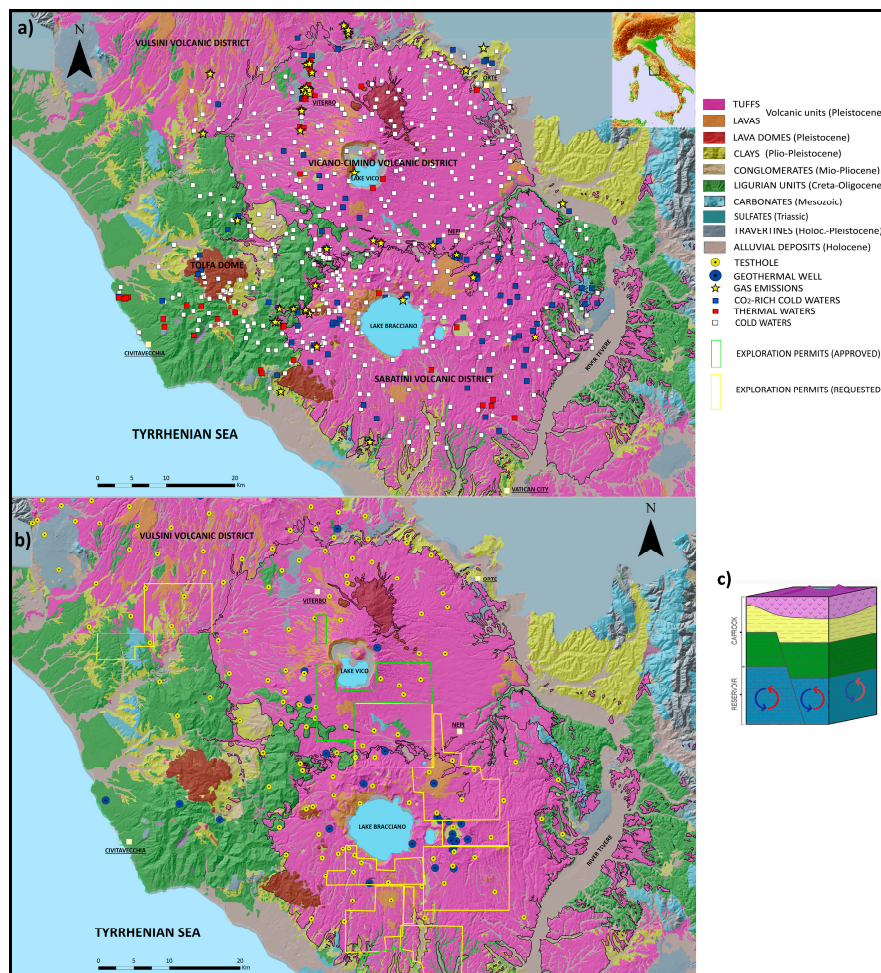 a)
N
VULSINI VOLCANIC DISTRICT
ORTE
VITERBO
VICANO-CIMINO VOLCANIC DISTRICT
LAKE VICO
NEPI
TOLFA DOME
LAKE BRACCIANO
CIVITAVECCHIA
RIVER TEVERE
SABATINI VOLCANIC DISTRICT
TYRRHENIAN SEA
0 5 10 20
Km
VATICAN CITY
TUFFS
Volcanic units (Pleistocene
LAVAS
LAVA DOMES (Pleistocene)
CLAYS (Plio-Pleistocene)
CONGLOMERATES (Mio-Pliocene)
LIGURIAN UNITS (Creta-Oligocene
CARBONATES (Mesozoic)
SULFATES (Triassic)
TRAVERTINES (Holoc.-Pleistocene)
ALLUVIAL DEPOSITS (Holocene)
TESTHOLE
GEOTHERMAL WELL
GAS EMISSIONS
CO2-RICH COLD WATERS
THERMAL WATERS
COLD WATERS
EXPLORATION PERMITS (APPROVED)
EXPLORATION PERMITS (REQUESTED
b)
N
VULSINI VOLCANIC DISTRICT
ORTE
VITERBO
LAKE VICO
NEPI
LAKE BRACCIANO
CIVITAVECCHIA
RIVER TEVERE
TYRRHENIAN SEA
0 5 10 20
Km
c)
CAPROCK
RESERVOIR